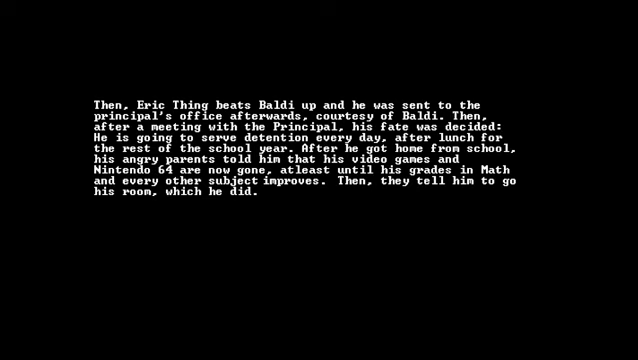 Then, Eric Thing beats Baldi up and he was sent to the
principal's office afterwards, courtesy of Baldi. Then,
after a meeting with the Principal, his fate was decided:
He is going to serve detention every day, after lunch for
the rest of the school year. After he got home from school,
his angry parents told him that his video games and
Nintendo 64 are now gone, atleast until his grades in Math
and every other subject improves. Then, they tell him to go
his room, which he did.